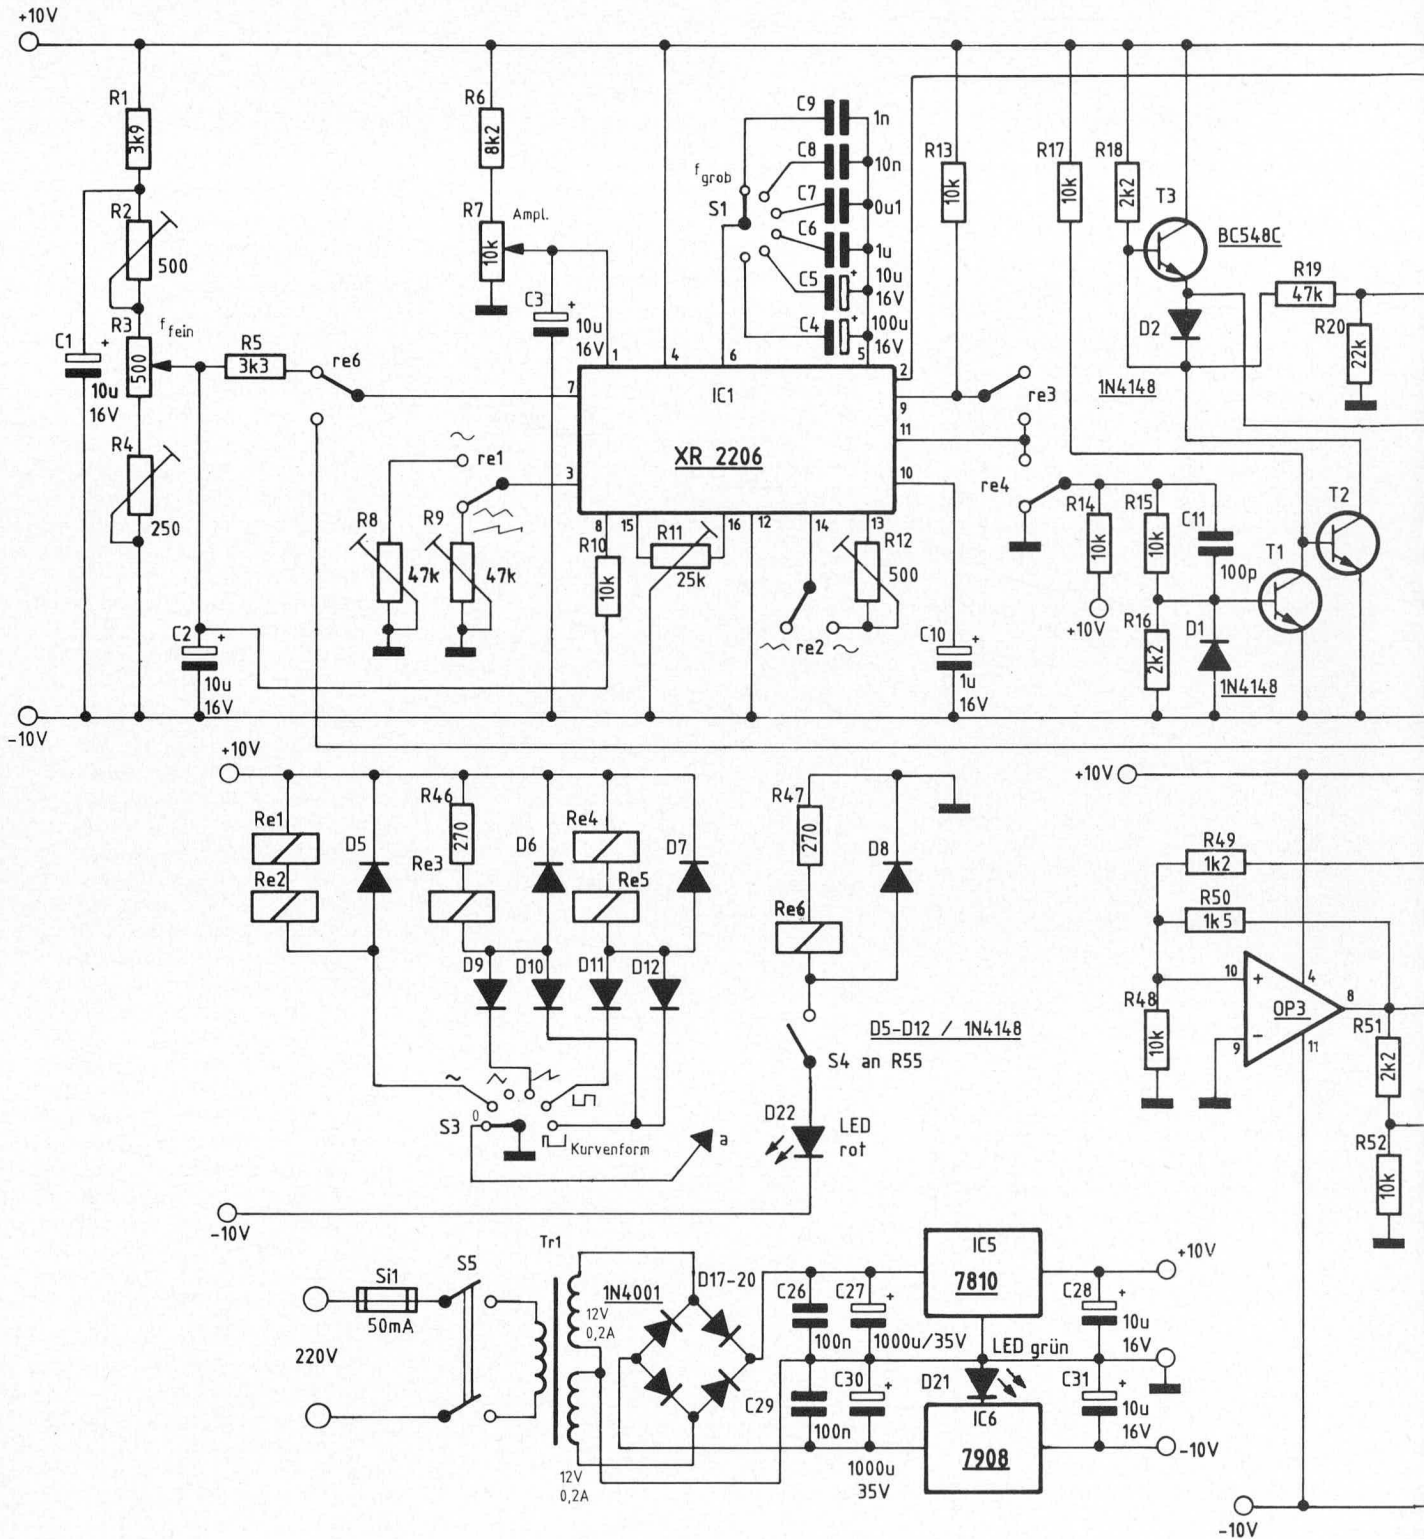 +10V
R1
3k9
R2
500
R3
500
f fein
C1
+
10u
16V
R4
250
C2
+
10u
16V
-10V
R5
3k3
re6
R6
8k2
R7
10k
Ampl.
C3
+
10u
16V
f grob
S1
C9
1n
C8
10n
C7
0u1
C6
1u
C5
+
10u
16V
C4
+
100u
16V
1
4
6
5
7
3
2
9
11
10
8
15
16
12
14
13
IC1
XR 2206
re1
R8
47k
R9
47k
R10
10k
R11
25k
R12
500
re2
C10
+
1u
16V
R13
10k
re3
re4
R14
10k
+10V
R15
10k
R16
2k2
C11
100p
D1
1N4148
T1
T2
R17
10k
R18
2k2
T3
BC548C
D2
1N4148
R19
47k
R20
22k
+10V
Re1
Re2
D5
R46
270
Re3
D6
Re4
Re5
D7
D9
D10
D11
D12
S3
0
Kurvenform
a
-10V
R47
270
D8
Re6
D5-D12 / 1N4148
S4 an R55
D22
LED
rot
+10V
R49
1k2
R50
1k5
R48
10k
10
+
9
−
OP3
4
8
11
R51
2k2
R52
10k
-10V
Si1
50mA
S5
220V
Tr1
12V
0,2A
12V
0,2A
1N4001
D17-20
C26
100n
C27
+
1000u/35V
C29
100n
C30
+
1000u
35V
IC5
7810
LED grün
D21
IC6
7908
C28
+
10u
16V
C31
+
10u
16V
+10V
-10V